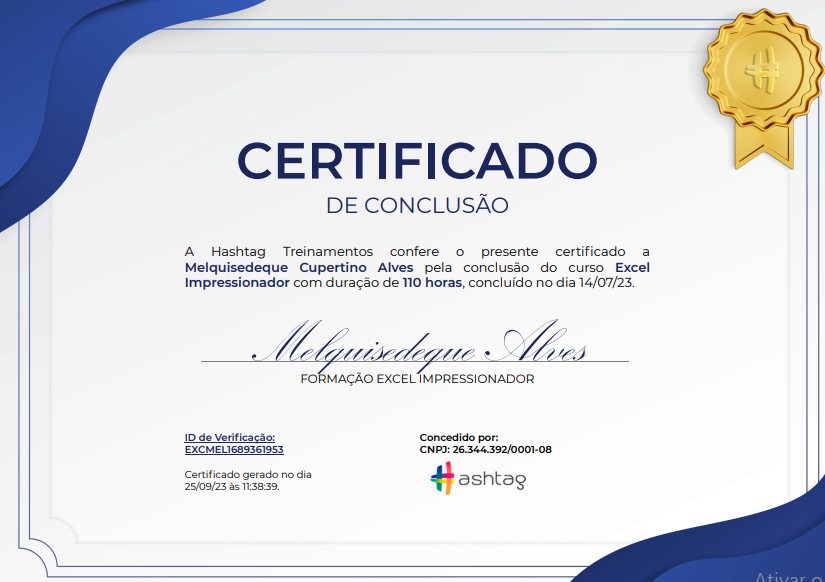 CERTIFICADO
DE CONCLUSÃO
A Hashtag Treinamentos confere o presente certificado a
Melquisedeque Cupertino Alves pela conclusão do curso Excel
Impressionador com duração de 110 horas, concluído no dia 14/07/23.
Melquisedeque Alves
FORMAÇÃO EXCEL IMPRESSIONADOR
ID de Verificação:
EXCMEL1689361953
Certificado gerado no dia
25/09/23 às 11:38:39.
Concedido por:
CNPJ: 26.344.392/0001-08
ashtag
Ativar o